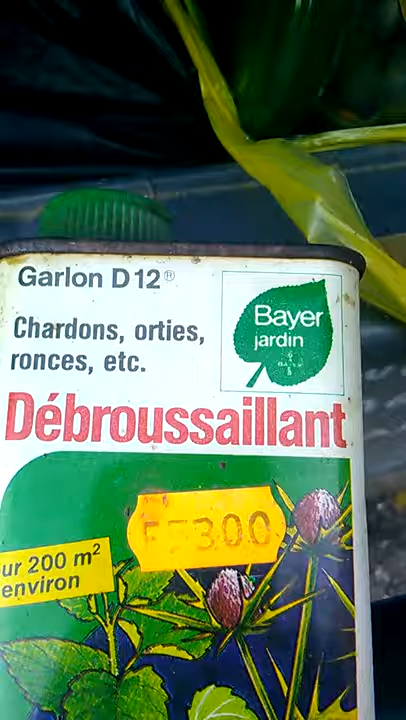 Garlon D12®
Bayer
jardin
Chardons, orties,
ronces, etc.
Débroussaillant
300
ur 200 m²
environ